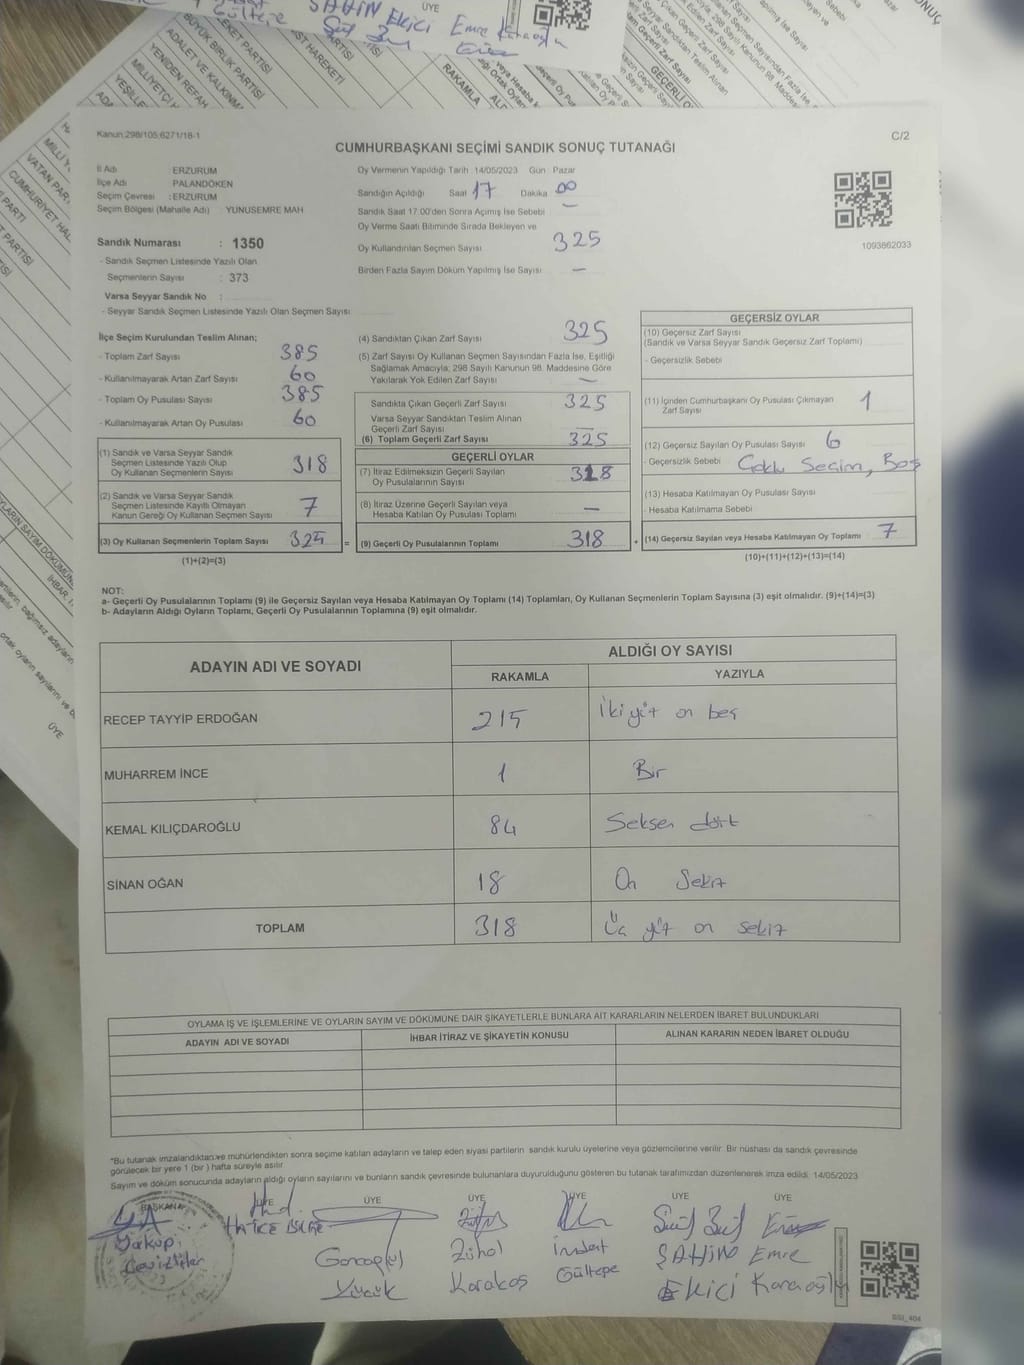 Kanun:298/105;6271/18-1
C/2
CUMHURBAŞKANI SEÇİMİ SANDIK SONUÇ TUTANAĞI
İl Adı ERZURUM
İlçe Adı PALANDÖKEN
Seçim Çevresi : ERZURUM
Seçim Bölgesi (Mahalle Adı) YUNUSEMRE MAH
Sandık Numarası : 1350
- Sandık Seçmen Listesinde Yazılı Olan
Seçmenlerin Sayısı : 373
Varsa Seyyar Sandık No :
- Seyyar Sandık Seçmen Listesinde Yazılı Olan Seçmen Sayısı
Oy Vermenin Yapıldığı Tarih : 14/05/2023 Gün : Pazar
Sandığın Açıldığı Saat 17 Dakika 00
Sandık Saat 17.00'den Sonra Açımış İse Sebebi –
Oy Verme Saati Bitiminde Sırada Bekleyen ve
Oy Kullandırılan Seçmen Sayısı 325
Birden Fazla Sayım Döküm Yapılmış İse Sayısı –
1093862033
İlçe Seçim Kurulundan Teslim Alınan;
- Toplam Zarf Sayısı 385
- Kullanılmayarak Artan Zarf Sayısı 60
- Toplam Oy Pusulası Sayısı 385
- Kullanılmayarak Artan Oy Pusulası 60
(1) Sandık ve Varsa Seyyar Sandık
Seçmen Listesinde Yazılı Olup
Oy Kullanan Seçmenlerin Sayısı 318
(2) Sandık ve Varsa Seyyar Sandık
Seçmen Listesinde Kayıtlı Olmayan
Kanun Gereği Oy Kullanan Seçmen Sayısı 7
(3) Oy Kullanan Seçmenlerin Toplam Sayısı 325 =
(1)+(2)=(3)
(4) Sandıktan Çıkan Zarf Sayısı 325
(5) Zarf Sayısı Oy Kullanan Seçmen Sayısından Fazla İse, Eşitliği
Sağlamak Amacıyla; 298 Sayılı Kanunun 98. Maddesine Göre
Yakılarak Yok Edilen Zarf Sayısı –
Sandıkta Çıkan Geçerli Zarf Sayısı 325
Varsa Seyyar Sandıktan Teslim Alınan
Geçerli Zarf Sayısı –
(6) Toplam Geçerli Zarf Sayısı 325
GEÇERLİ OYLAR
(7) İtiraz Edilmeksizin Geçerli Sayılan
Oy Pusulalarının Sayısı 318
(8) İtiraz Üzerine Geçerli Sayılan veya
Hesaba Katılan Oy Pusulası Toplamı –
(9) Geçerli Oy Pusulalarının Toplamı 318 +
GEÇERSİZ OYLAR
(10) Geçersiz Zarf Sayısı
(Sandık ve Varsa Seyyar Sandık Geçersiz Zarf Toplamı)
- Geçersizlik Sebebi
(11) İçinden Cumhurbaşkanı Oy Pusulası Çıkmayan
Zarf Sayısı 1
(12) Geçersiz Sayılan Oy Pusulası Sayısı 6
- Geçersizlik Sebebi Çoklu Seçim, Boş
(13) Hesaba Katılmayan Oy Pusulası Sayısı
- Hesaba Katılmama Sebebi
(14) Geçersiz Sayılan veya Hesaba Katılmayan Oy Toplamı 7
(10)+(11)+(12)+(13)=(14)
NOT:
a- Geçerli Oy Pusulalarının Toplamı (9) ile Geçersiz Sayılan veya Hesaba Katılmayan Oy Toplamı (14) Toplamları, Oy Kullanan Seçmenlerin Toplam Sayısına (3) eşit olmalıdır. (9)+(14)=(3)
b- Adayların Aldığı Oyların Toplamı, Geçerli Oy Pusulalarının Toplamına (9) eşit olmalıdır.
ADAYIN ADI VE SOYADI
ALDIĞI OY SAYISI
RAKAMLA YAZIYLA
RECEP TAYYİP ERDOĞAN 215 İki yüz on beş
MUHARREM İNCE 1 Bir
KEMAL KILIÇDAROĞLU 84 Seksen dört
SİNAN OĞAN 18 On Sekiz
TOPLAM 318 Üç yüz on sekiz
OYLAMA İŞ VE İŞLEMLERİNE VE OYLARIN SAYIM VE DÖKÜMÜNE DAİR ŞİKAYETLERLE BUNLARA AİT KARARLARIN NELERDEN İBARET BULUNDUKLARI
ADAYIN ADI VE SOYADI İHBAR İTİRAZ VE ŞİKAYETİN KONUSU ALINAN KARARIN NEDEN İBARET OLDUĞU
*Bu tutanak imzalandıktan ve mühürlendikten sonra seçime katılan adayların ve talep eden siyasi partilerin sandık kurulu üyelerine veya gözlemcilerine verilir. Bir nüshası da sandık çevresinde
görülecek bir yere 1 (bir) hafta süreyle asılır
Sayım ve döküm sonucunda adayların aldığı oyların sayılarını ve bunların sandık çevresinde bulunanlara duyurulduğunu gösteren bu tutanak tarafımızdan düzenlenerek imza edildi. 14/05/2023
BAŞKAN ÜYE ÜYE ÜYE ÜYE ÜYE ÜYE
Yakup
HATİCE
Yücük
Zühal
Karakoş
Gültepe
ŞAHİN
Ekici
Emre
Karaoğlu
SSI_404